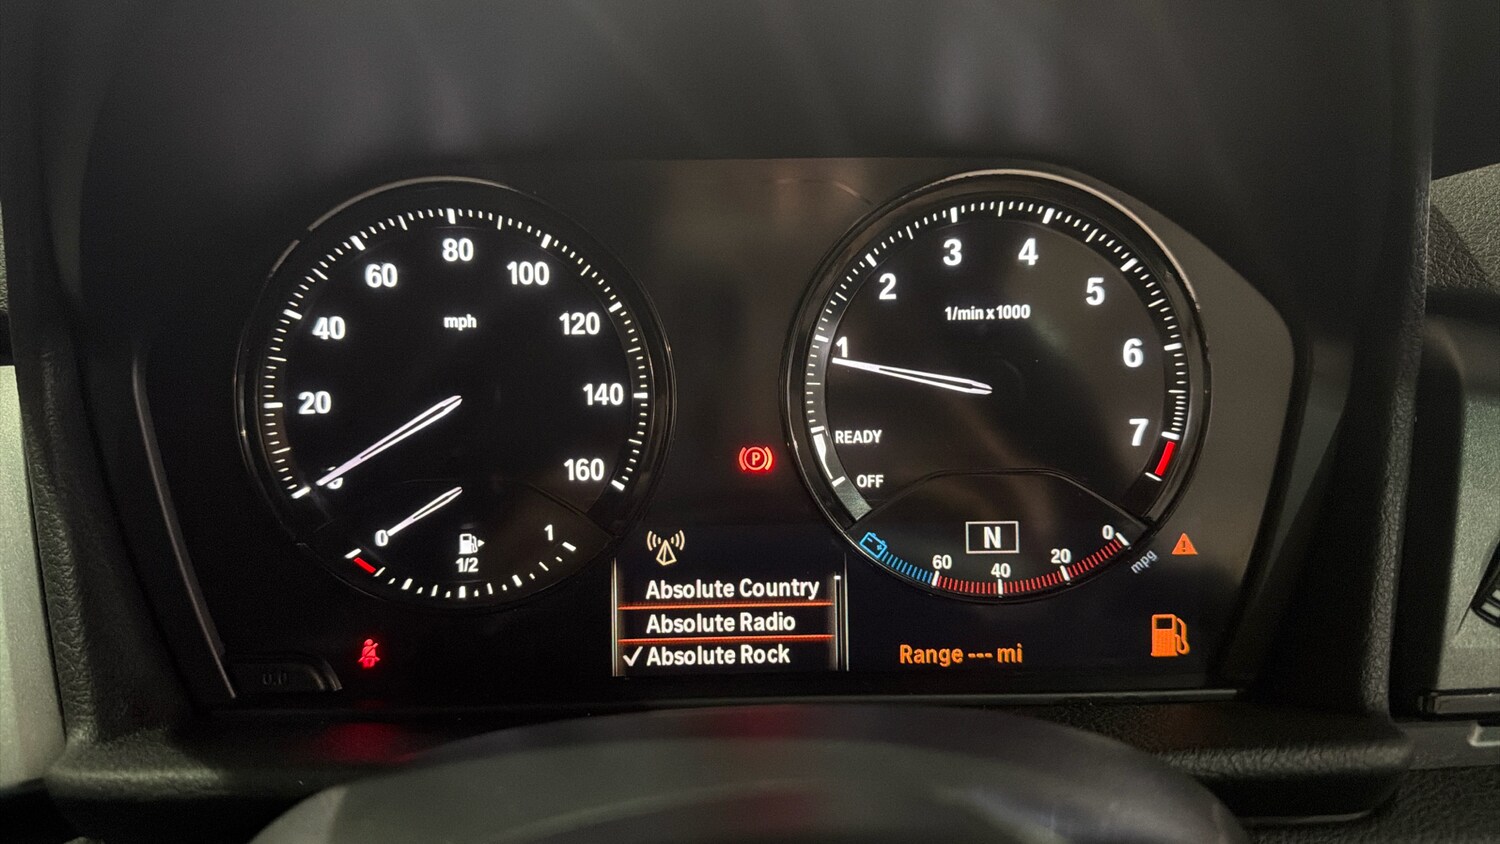 20
40
60
80
100
120
140
160
mph
0
1/2
1
P
Absolute Country
Absolute Radio
✓ Absolute Rock
OFF
READY
1
2
3
4
5
6
7
1/min x 1000
N
60
40
20
0
mpg
Range --- mi